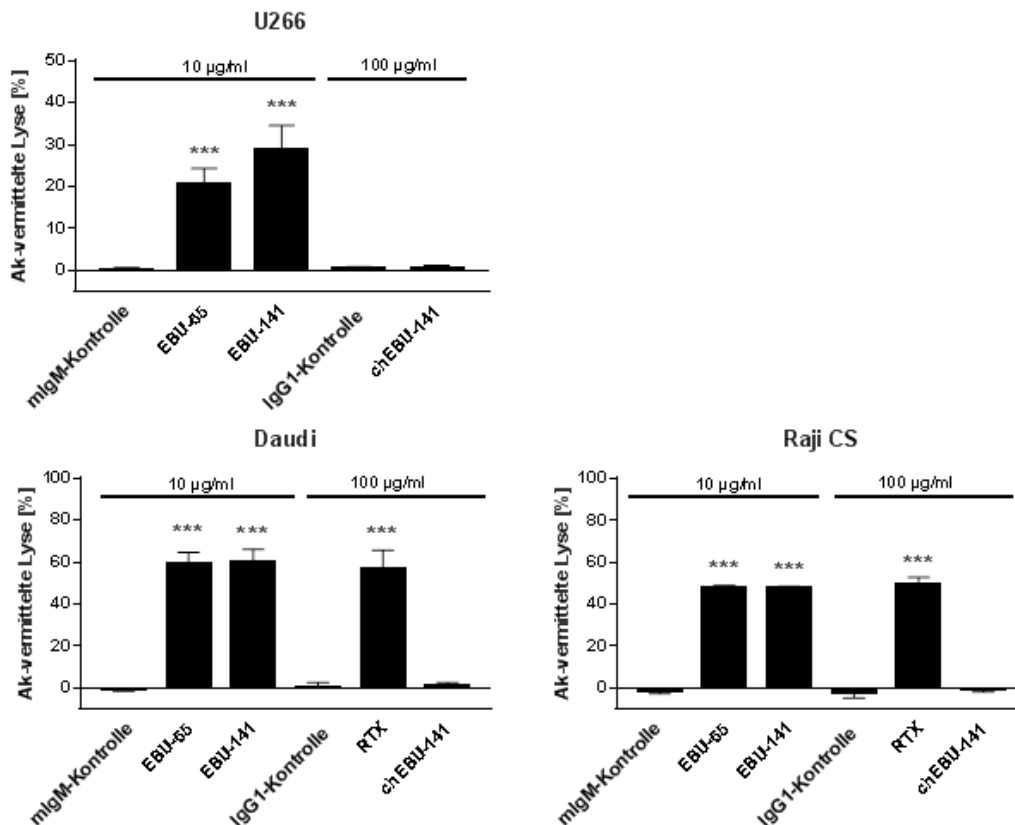 U266
10 µg/ml
100 µg/ml
Ak-vermittelte Lyse [%]
50
40
30
20
10
0
***
***
mIgM-Kontrolle
EBU-65
EBU-141
IgG1-Kontrolle
chEBU-141
Daudi
10 µg/ml
100 µg/ml
Ak-vermittelte Lyse [%]
100
80
60
40
20
0
***
***
***
mIgM-Kontrolle
EBU-65
EBU-141
IgG1-Kontrolle
RTX
chEBU-141
Raji CS
10 µg/ml
100 µg/ml
Ak-vermittelte Lyse [%]
100
80
60
40
20
0
***
***
***
mIgM-Kontrolle
EBU-65
EBU-141
IgG1-Kontrolle
RTX
chEBU-141